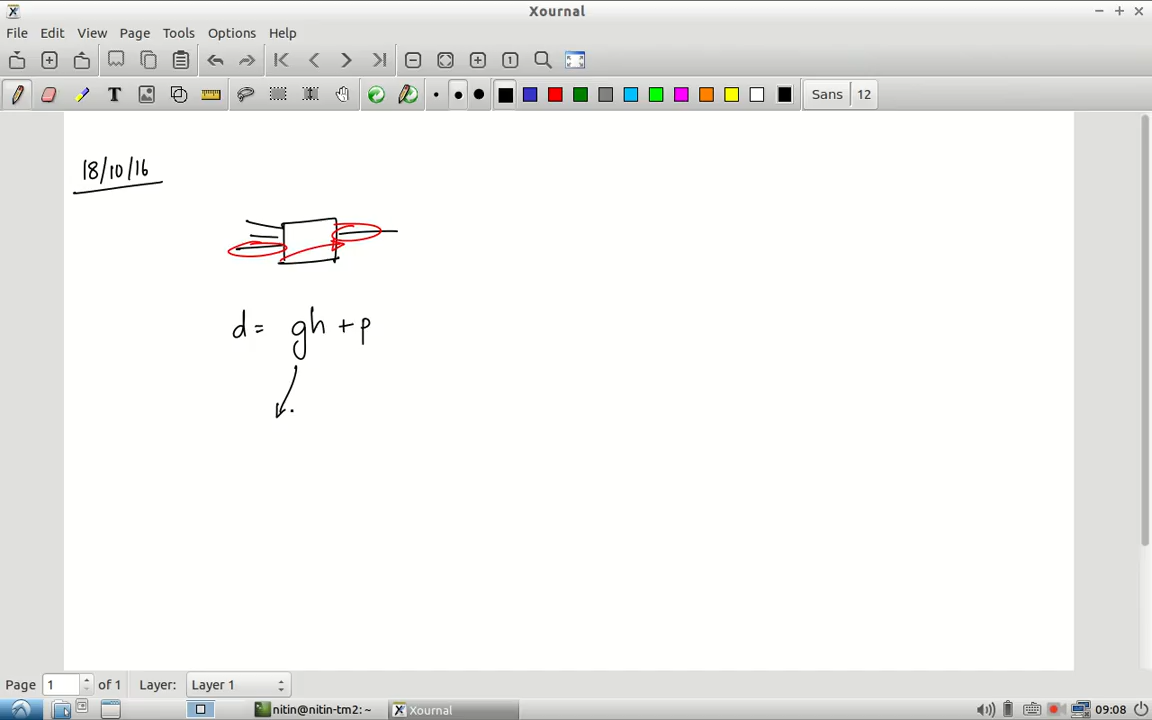 Xournal
File Edit View Page Tools Options Help
Sans 12
18/10/16
d = gh + p
Page 1 of 1 Layer: Layer 1
nitin@nitin-tm2: ~ Xournal 09:08